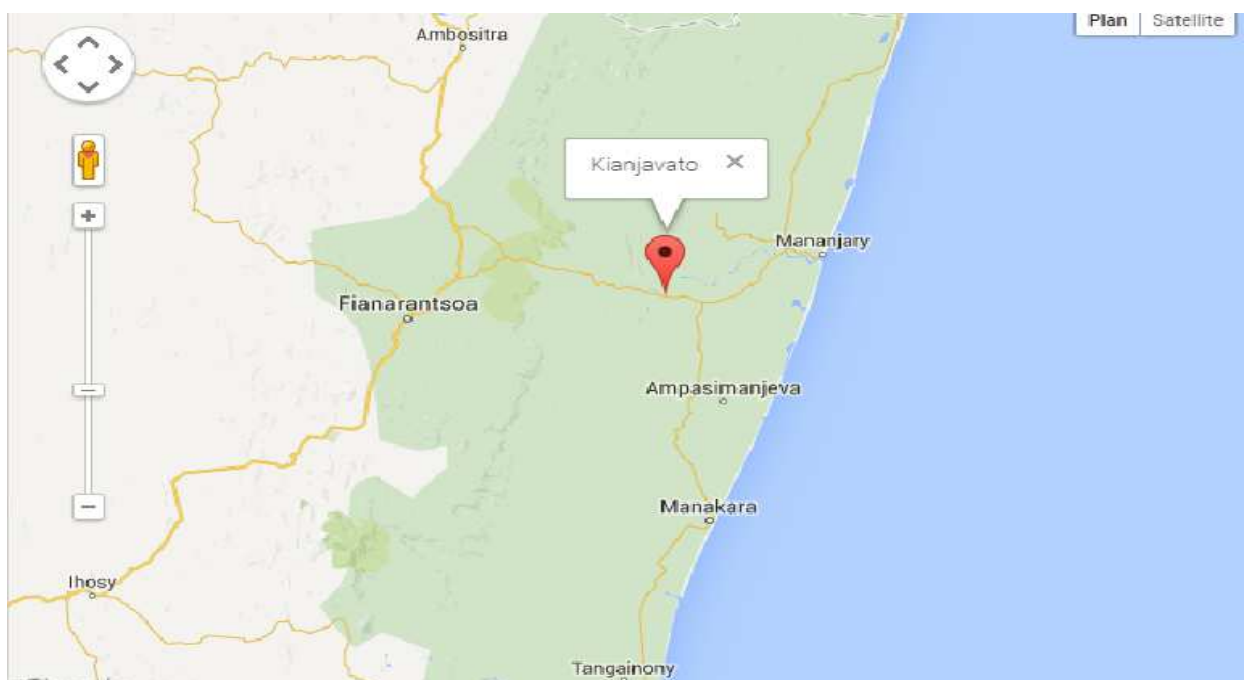 Plan Satellite
Ambositra
Kianjavato
Mananjary
Fianarantsoa
Ampasimanjeva
Manakara
Ihosy
Tangainony